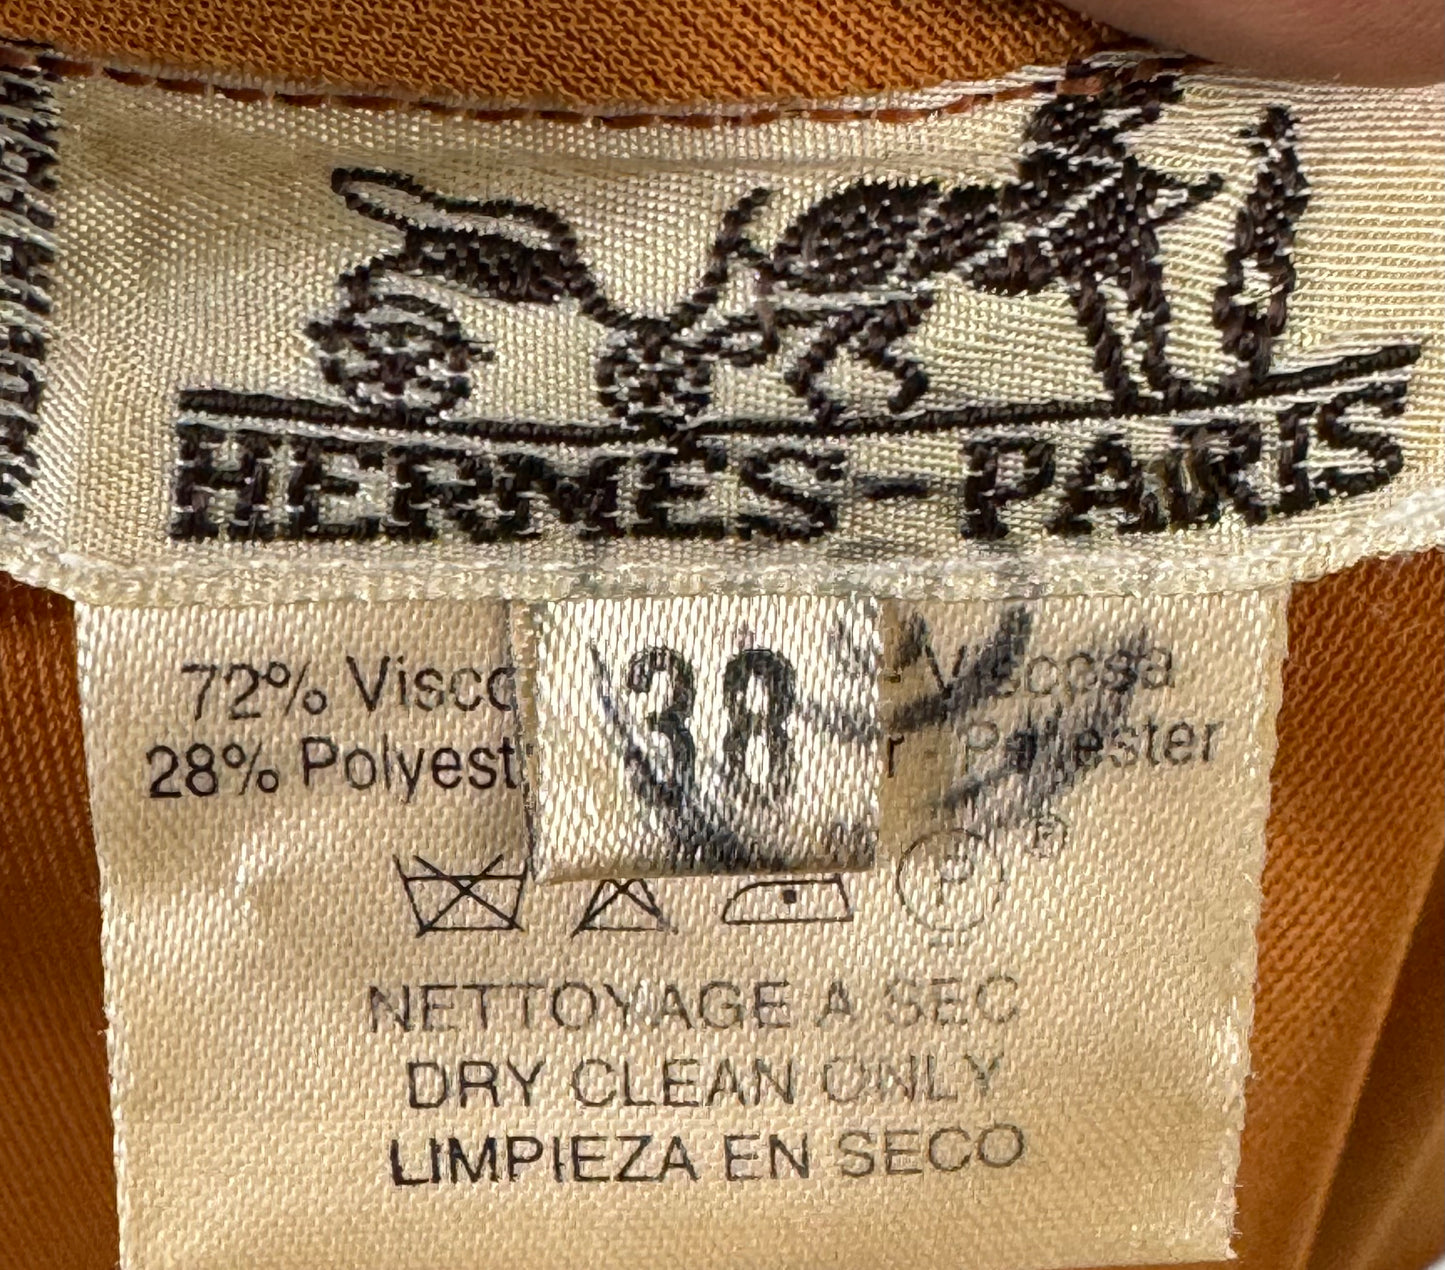 HERMES-PARIS
38
72% Visco Viscosa
28% Polyest r - Poliester
P ®
NETTOYAGE A SEC
DRY CLEAN ONLY
LIMPIEZA EN SECO